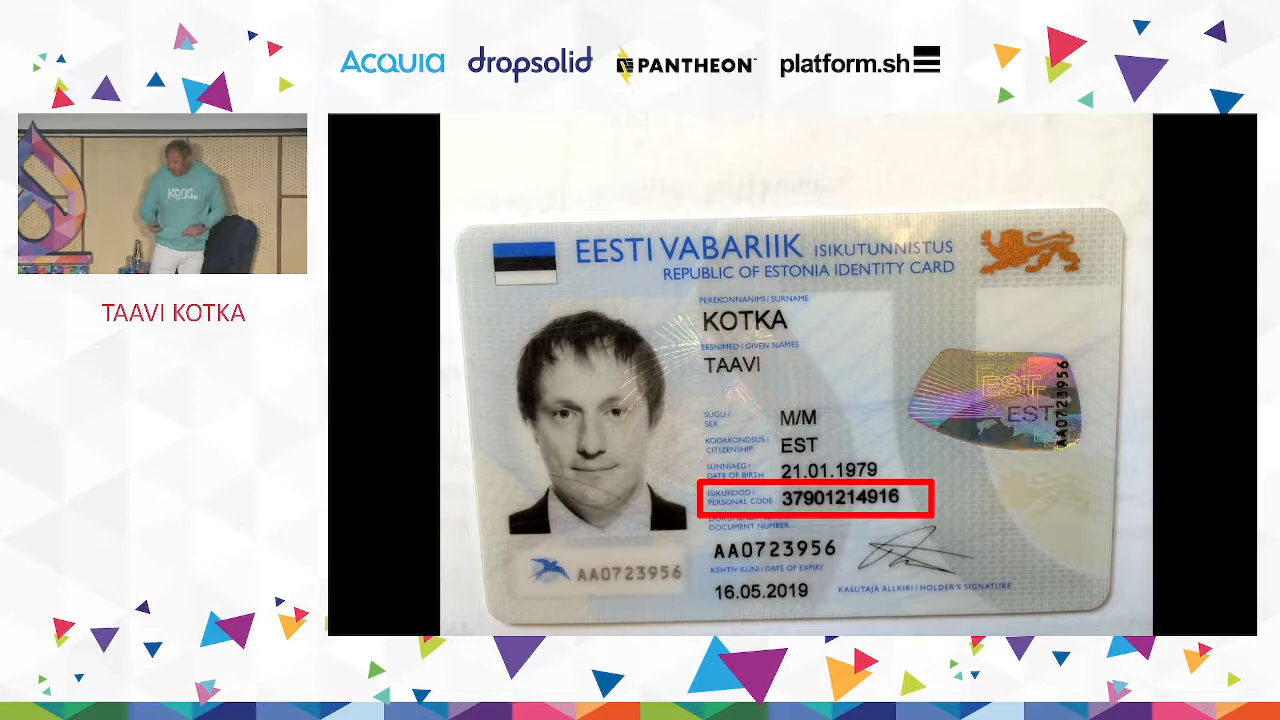 ACQUIA dropsolid PANTHEON platform.sh
KOOS
TAAVI KOTKA
EESTI VABARIIK ISIKUTUNNISTUS
REPUBLIC OF ESTONIA IDENTITY CARD
PEREKONNANIMI / SURNAME
KOTKA
EESNIMED / GIVEN NAMES
TAAVI
SUGU / SEX M/M
KODAKONDSUS / CITIZENSHIP EST
SÜNNIAEG / DATE OF BIRTH 21.01.1979
ISIKUKOOD / PERSONAL CODE 37901214916
DOCUMENT NUMBER
AA0723956
KEHTIV KUNI / DATE OF EXPIRY
16.05.2019
KASUTAJA ALLKIRI / HOLDER'S SIGNATURE
AA0723956
EST
EST
AA0723956